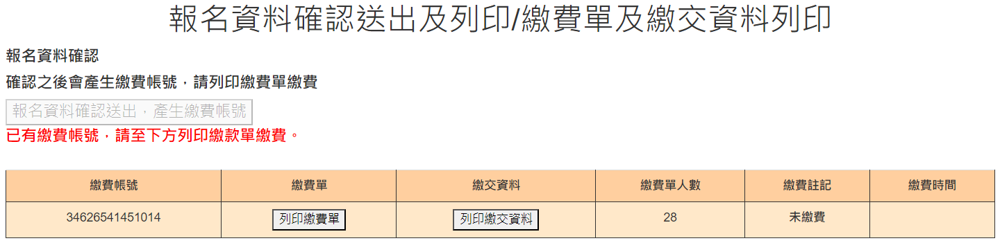 報名資料確認送出及列印/繳費單及繳交資料列印
報名資料確認
確認之後會產生繳費帳號，請列印繳費單繳費
報名資料確認送出，產生繳費帳號
已有繳費帳號，請至下方列印繳款單繳費。
繳費帳號 繳費單 繳交資料 繳費單人數 繳費註記 繳費時間
34626541451014 列印繳費單 列印繳交資料 28 未繳費